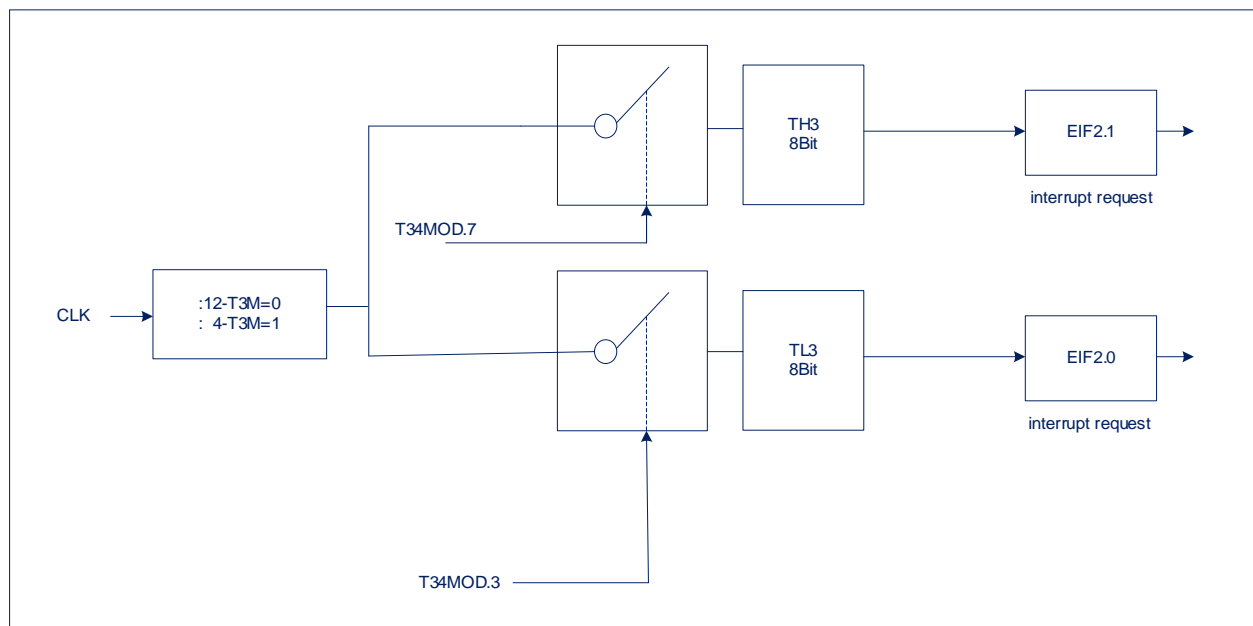 TH3
8Bit
EIF2.1
interrupt request
T34MOD.7
CLK
:12-T3M=0
: 4-T3M=1
TL3
8Bit
EIF2.0
interrupt request
T34MOD.3